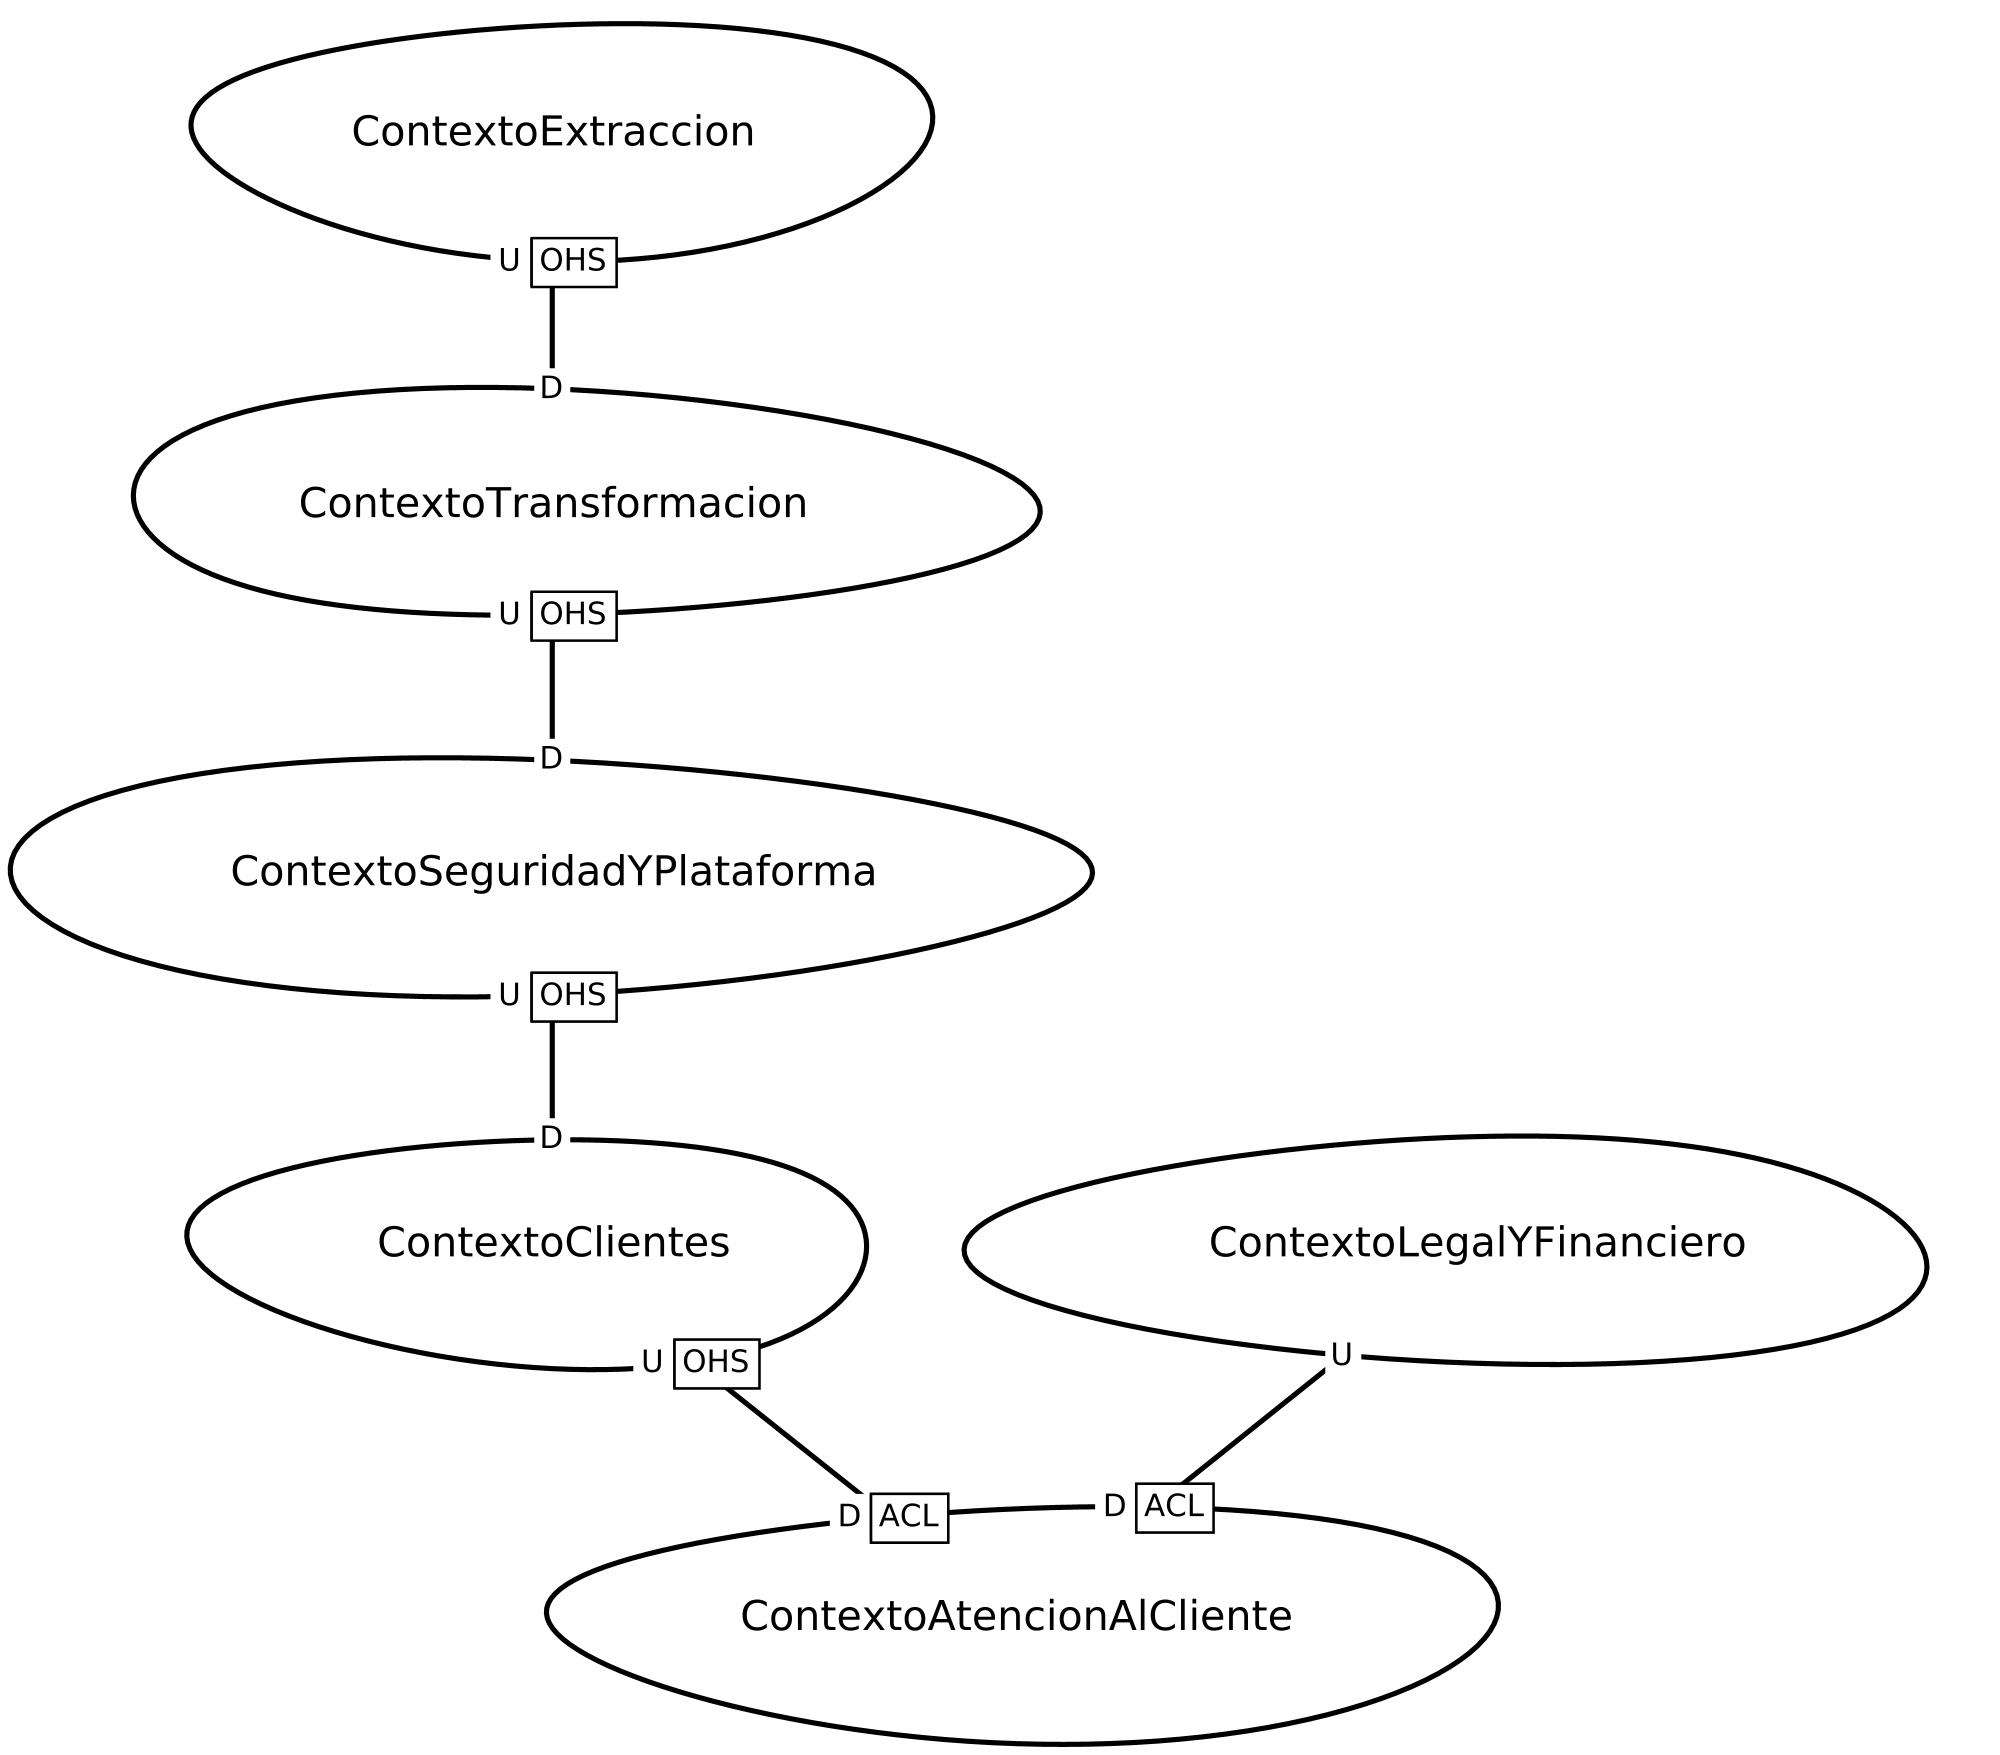 ContextoExtraccion
U OHS
D
ContextoTransformacion
U OHS
D
ContextoSeguridadYPlataforma
U OHS
D
ContextoClientes
ContextoLegalYFinanciero
U OHS
U
D ACL
D ACL
ContextoAtencionAlCliente